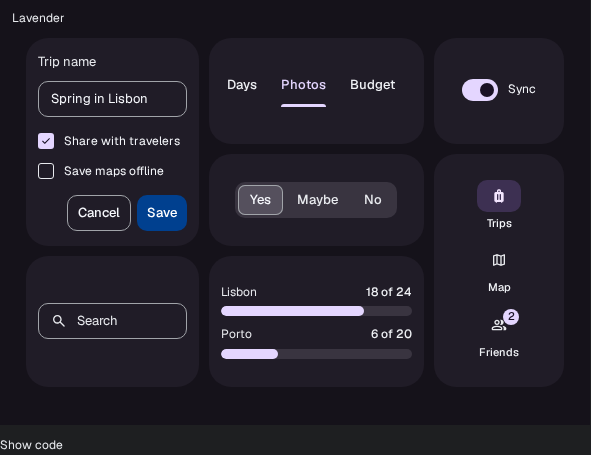 Lavender
Trip name
Spring in Lisbon
Share with travelers
Save maps offline
Cancel
Save
Days
Photos
Budget
Sync
Yes
Maybe
No
Trips
Map
2
Friends
Search
Lisbon
18 of 24
Porto
6 of 20
Show code